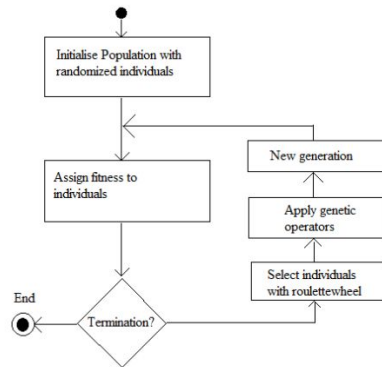 Initialise Population with
randomized individuals
Assign fitness to
individuals
Termination?
End
Select individuals
with roulettewheel
Apply genetic
operators
New generation